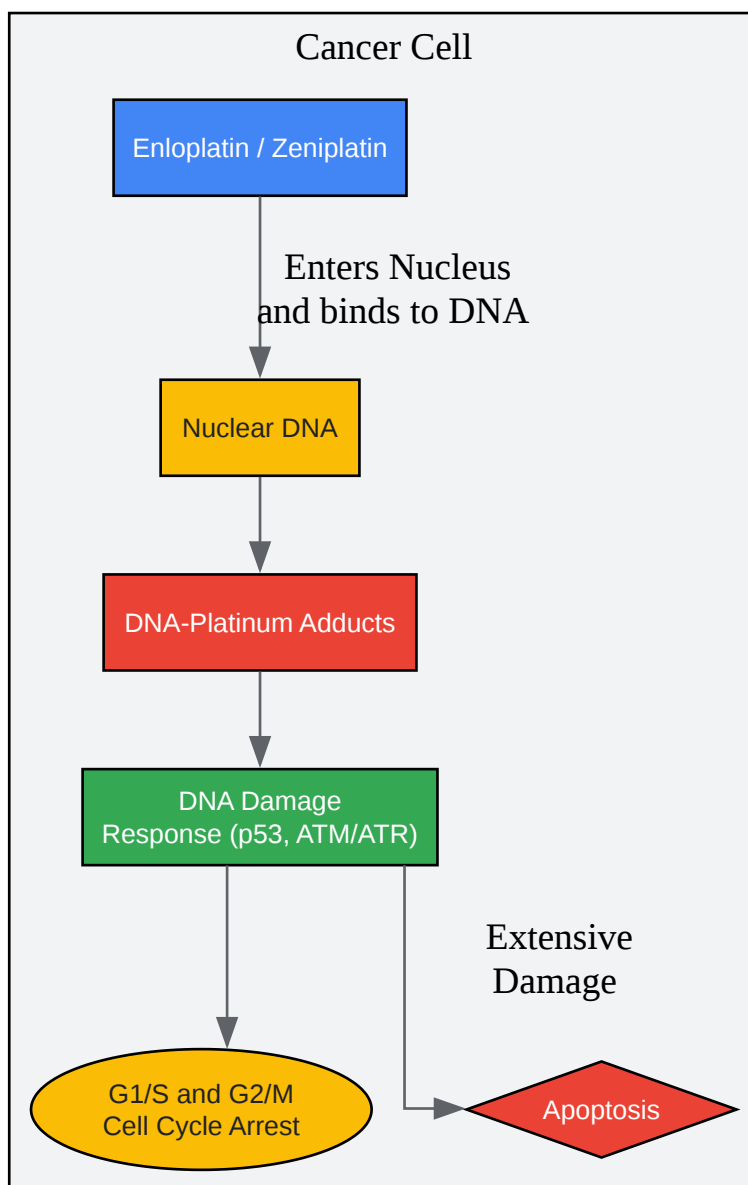 Cancer Cell
Enloplatin / Zeniplatin
Enters Nucleus
and binds to DNA
Nuclear DNA
DNA-Platinum Adducts
DNA Damage
Response (p53, ATM/ATR)
Extensive
Damage
G1/S and G2/M
Cell Cycle Arrest
Apoptosis